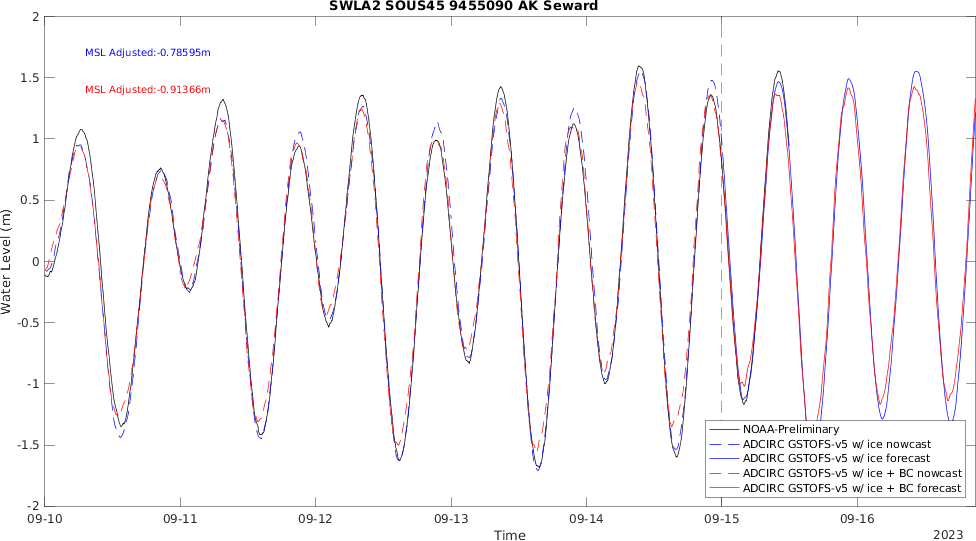 SWLA2 SOUS45 9455090 AK Seward
2
1.5
1
0.5
0
-0.5
-1
-1.5
-2
Water Level (m)
MSL Adjusted:-0.78595m
MSL Adjusted:-0.91366m
NOAA-Preliminary
ADCIRC GSTOFS-v5 w/ ice nowcast
ADCIRC GSTOFS-v5 w/ ice forecast
ADCIRC GSTOFS-v5 w/ ice + BC nowcast
ADCIRC GSTOFS-v5 w/ ice + BC forecast
09-10 09-11 09-12 09-13 09-14 09-15 09-16
Time
2023